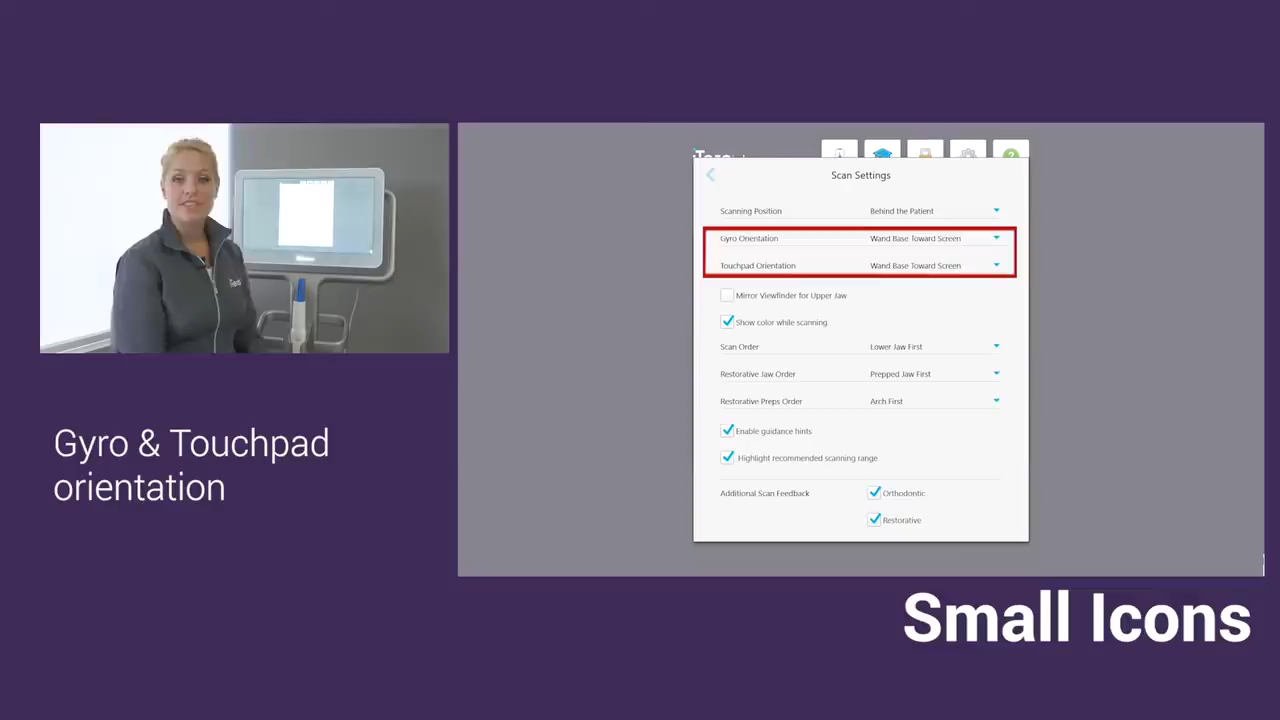 iTero
Scan Settings
Scanning Position Behind the Patient
Gyro Orientation Wand Base Toward Screen
Touchpad Orientation Wand Base Toward Screen
Mirror Viewfinder for Upper Jaw
Show color while scanning
Scan Order Lower Jaw First
Restorative Jaw Order Prepped Jaw First
Restorative Preps Order Arch First
Enable guidance hints
Highlight recommended scanning range
Additional Scan Feedback Orthodontic
Restorative
Gyro & Touchpad
orientation
Small Icons